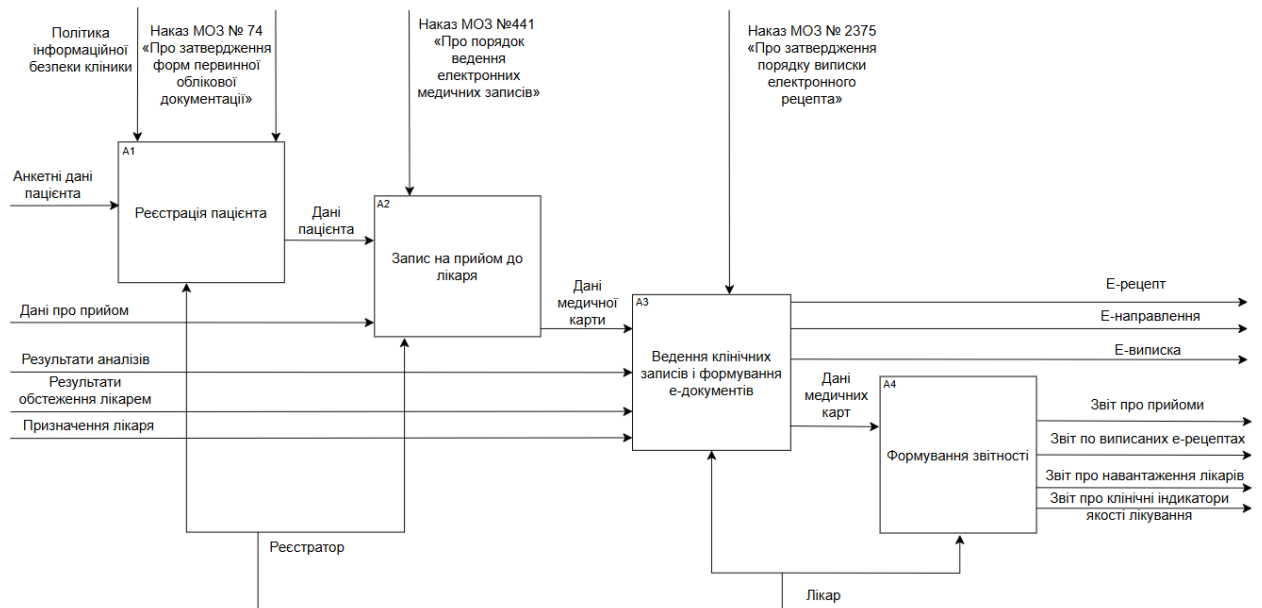 Політика
інформаційної
безпеки кліники
Наказ МОЗ № 74
«Про затвердження
форм первинної
облікової
документації»
Наказ МОЗ №441
«Про порядок
ведення
електронних
медичних записів»
Наказ МОЗ № 2375
«Про затвердження
порядку виписки
електронного
рецепта»
A1
Реєстрація пацієнта
Анкетні дані
пацієнта
Дані
пацієнта
A2
Запис на прийом до
лікаря
Дані про прийом
Дані
медичної
карти
A3
Ведення клінічних
записів і формування
е-документів
Результати аналізів
Результати
обстеження лікарем
Призначення лікаря
Е-рецепт
Е-направлення
Е-виписка
Дані
медичних
карт
A4
Формування звітності
Звіт про прийоми
Звіт по виписаних е-рецептах
Звіт про навантаження лікарів
Звіт про клінічні індикатори
якості лікування
Реєстратор
Лікар